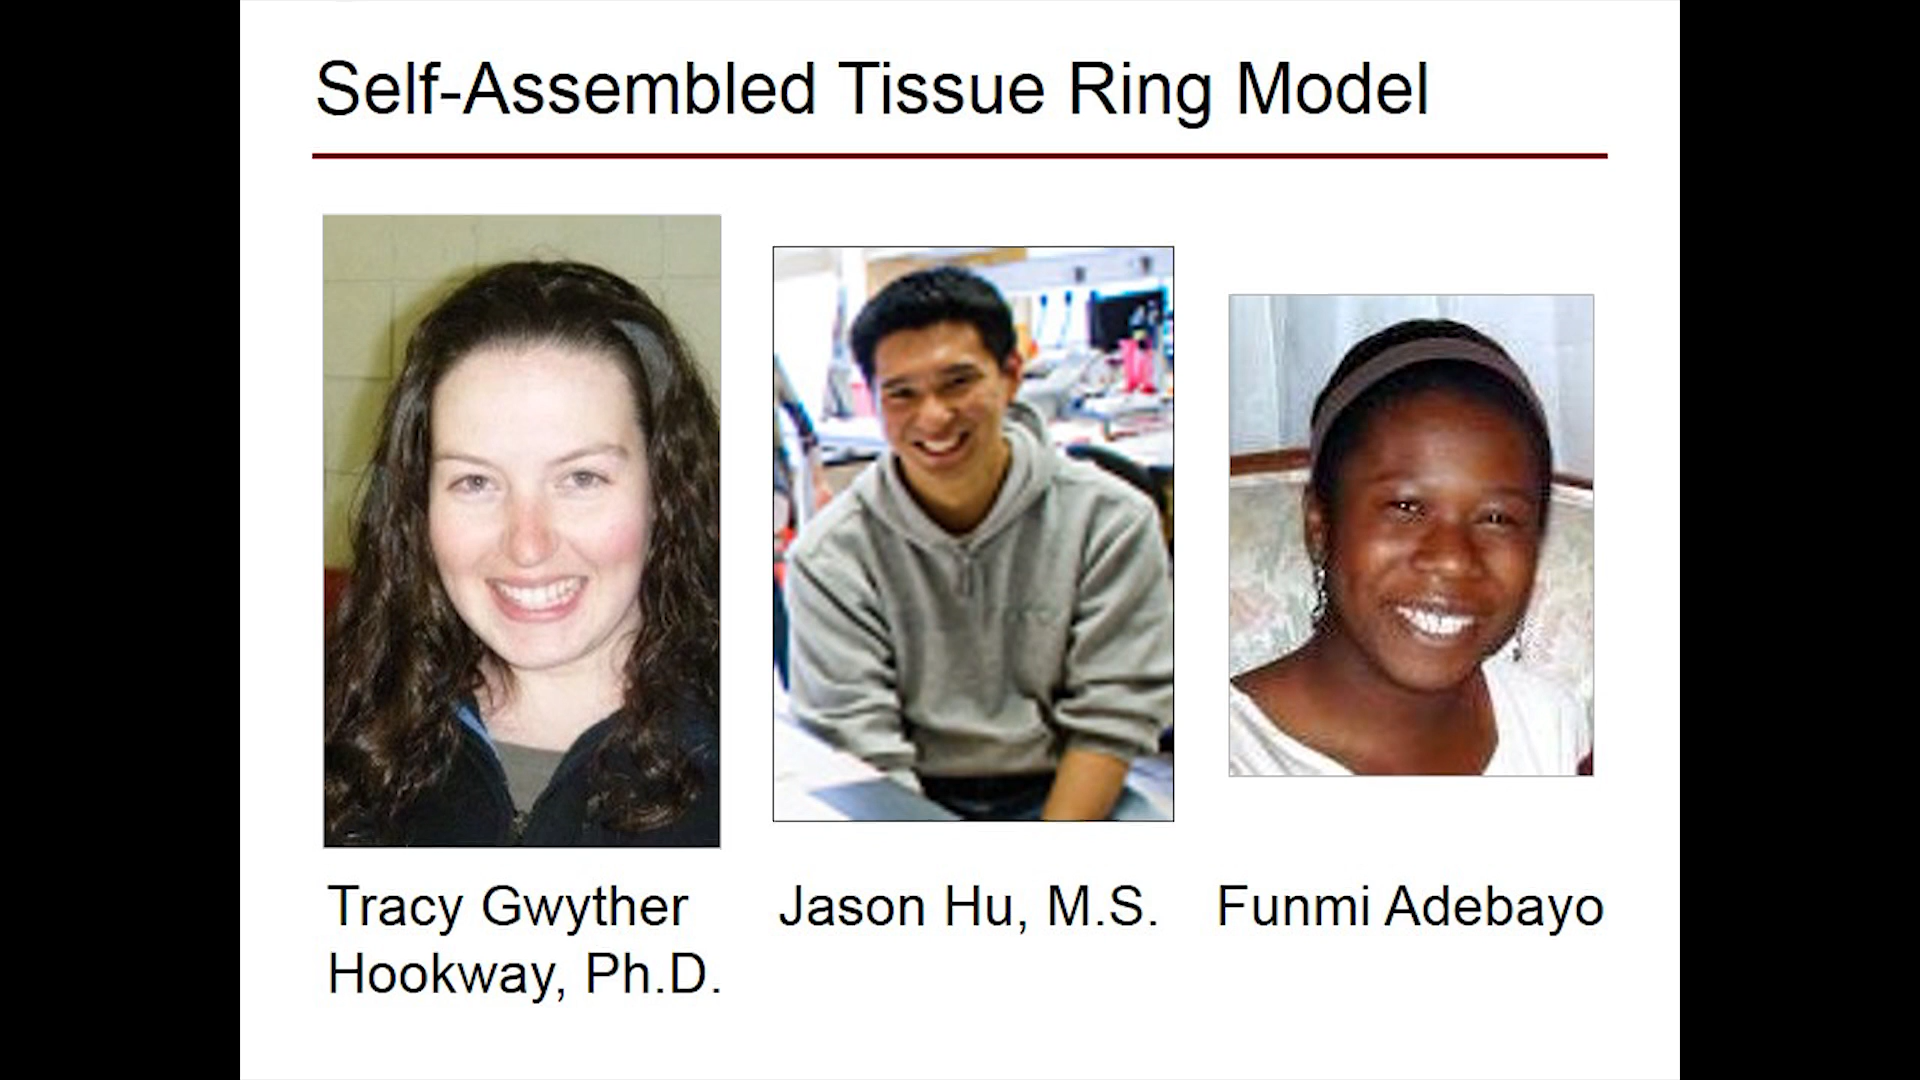 Self-Assembled Tissue Ring Model
Tracy Gwyther
Hookway, Ph.D.
Jason Hu, M.S.
Funmi Adebayo